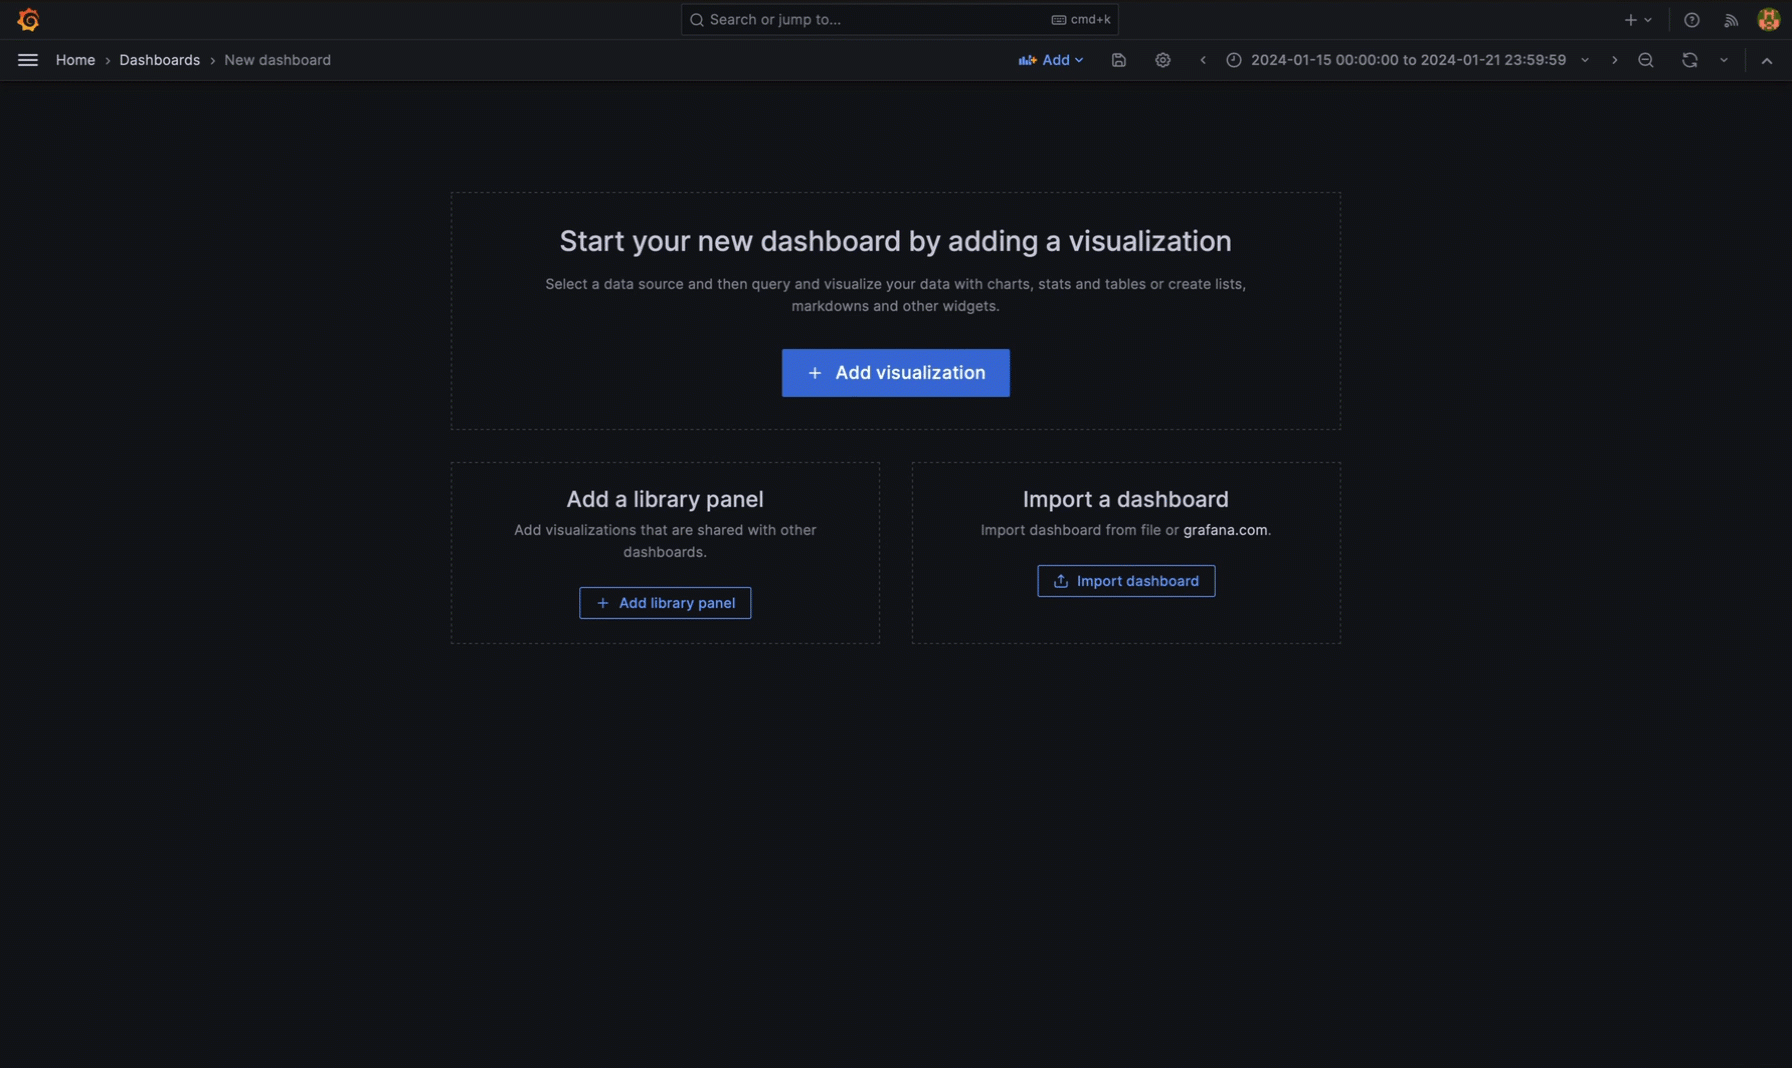 Search or jump to... cmd+k
Home › Dashboards › New dashboard Add 2024-01-15 00:00:00 to 2024-01-21 23:59:59
Start your new dashboard by adding a visualization
Select a data source and then query and visualize your data with charts, stats and tables or create lists,
markdowns and other widgets.
+ Add visualization
Add a library panel
Add visualizations that are shared with other
dashboards.
+ Add library panel
Import a dashboard
Import dashboard from file or grafana.com.
Import dashboard